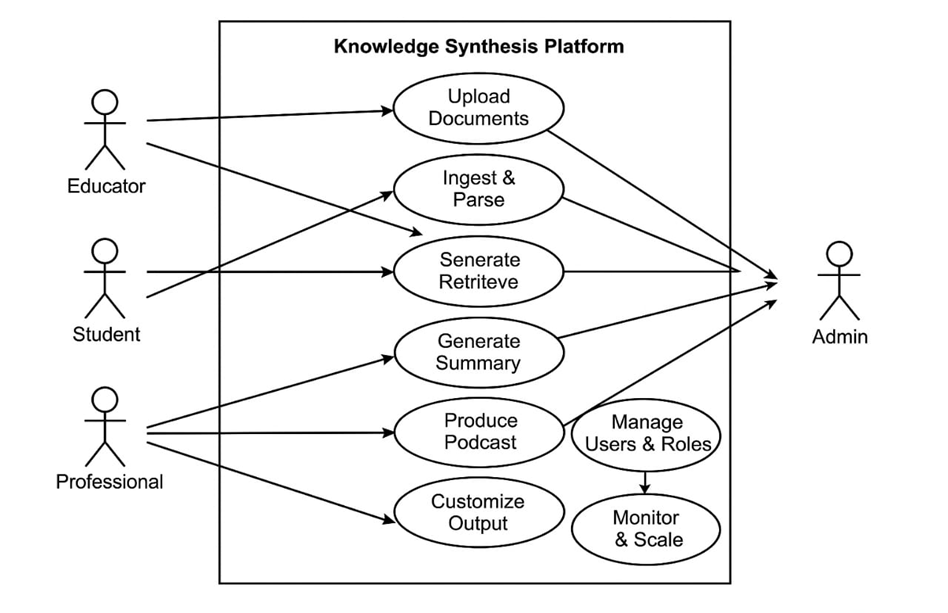 Knowledge Synthesis Platform
Upload
Documents
Educator
Ingest &
Parse
Senerate
Retriteve
Student
Admin
Generate
Summary
Produce
Podcast
Manage
Users & Roles
Professional
Customize
Output
Monitor
& Scale